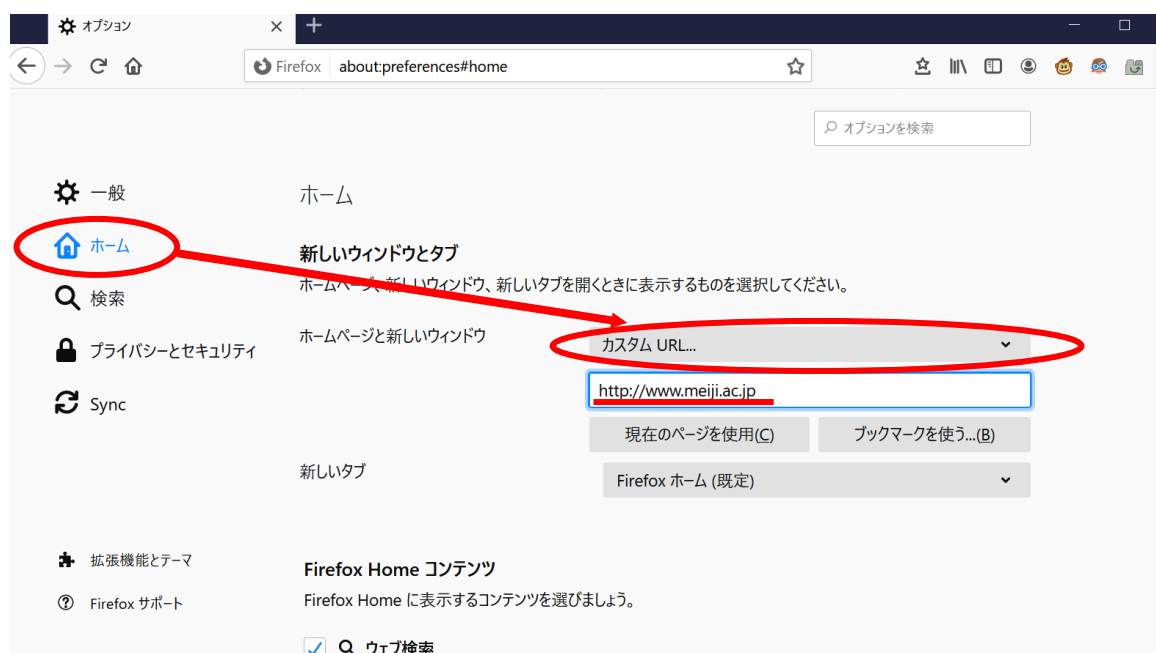 オプション
Firefox about:preferences#home
オプションを検索
一般
ホーム
検索
プライバシーとセキュリティ
Sync
拡張機能とテーマ
Firefox サポート
ホーム
新しいウィンドウとタブ
ホームページ、新しいウィンドウ、新しいタブを開くときに表示するものを選択してください。
ホームページと新しいウィンドウ
カスタム URL...
http://www.meiji.ac.jp
現在のページを使用(C)
ブックマークを使う...(B)
新しいタブ
Firefox ホーム (既定)
Firefox Home コンテンツ
Firefox Home に表示するコンテンツを選びましょう。
ウェブ検索